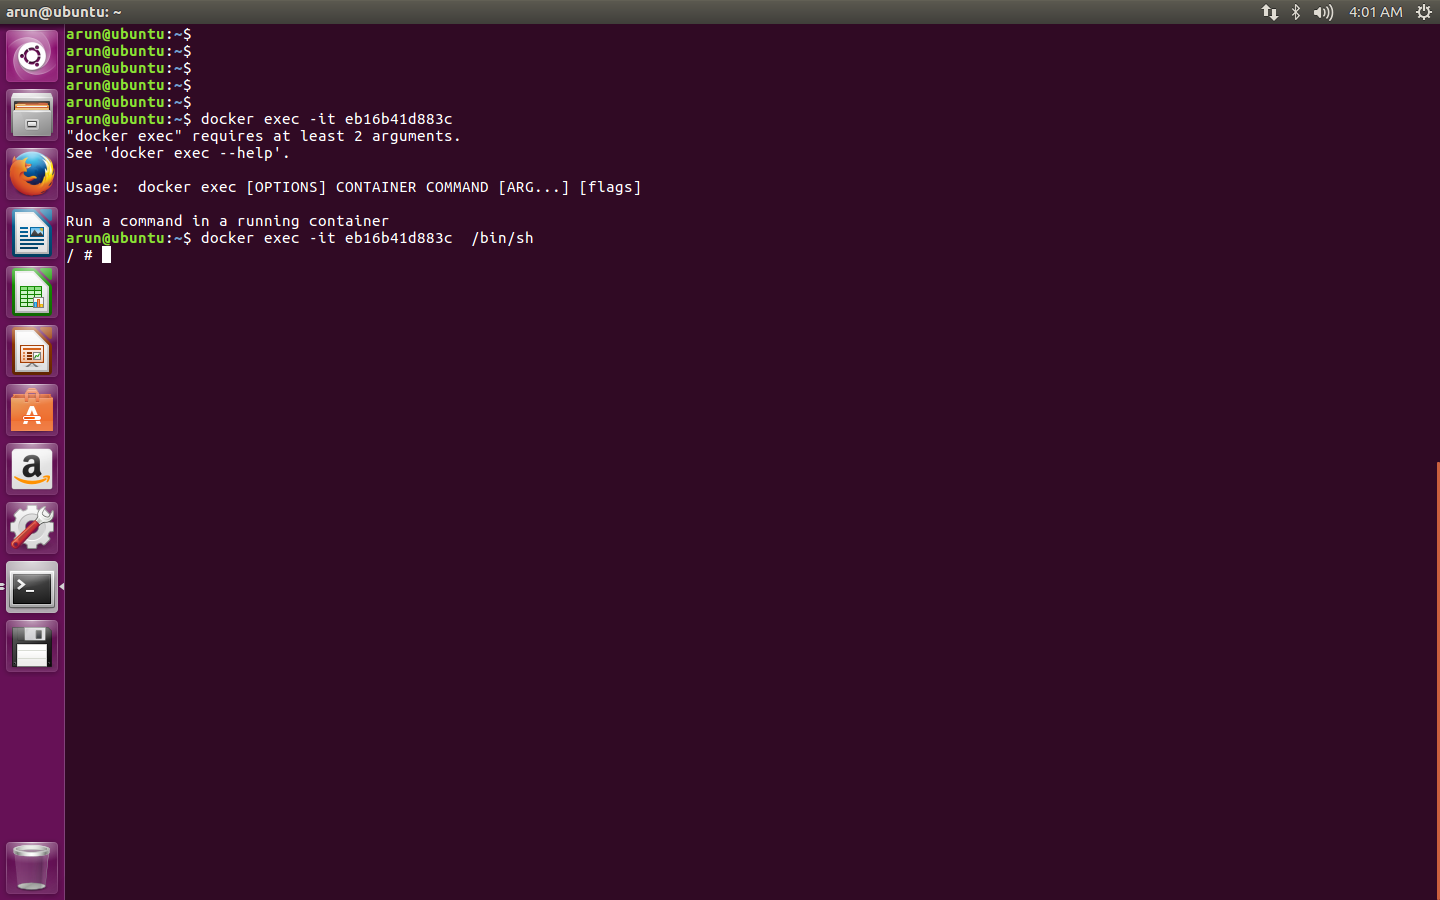 arun@ubuntu: ~
4:01 AM
arun@ubuntu:~$
arun@ubuntu:~$
arun@ubuntu:~$
arun@ubuntu:~$
arun@ubuntu:~$
arun@ubuntu:~$ docker exec -it eb16b41d883c
"docker exec" requires at least 2 arguments.
See 'docker exec --help'.
Usage:  docker exec [OPTIONS] CONTAINER COMMAND [ARG...] [flags]
Run a command in a running container
arun@ubuntu:~$ docker exec -it eb16b41d883c  /bin/sh
/ #